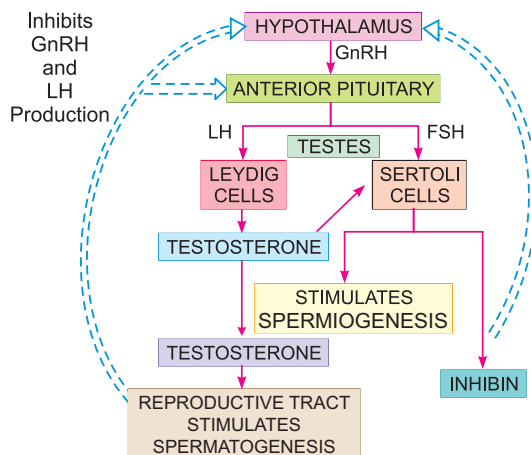 Inhibits
GnRH
and
LH
Production
HYPOTHALAMUS
GnRH
ANTERIOR PITUITARY
LH
FSH
TESTES
LEYDIG
CELLS
SERTOLI
CELLS
TESTOSTERONE
STIMULATES
SPERMIOGENESIS
TESTOSTERONE
INHIBIN
REPRODUCTIVE TRACT
STIMULATES
SPERMATOGENESIS